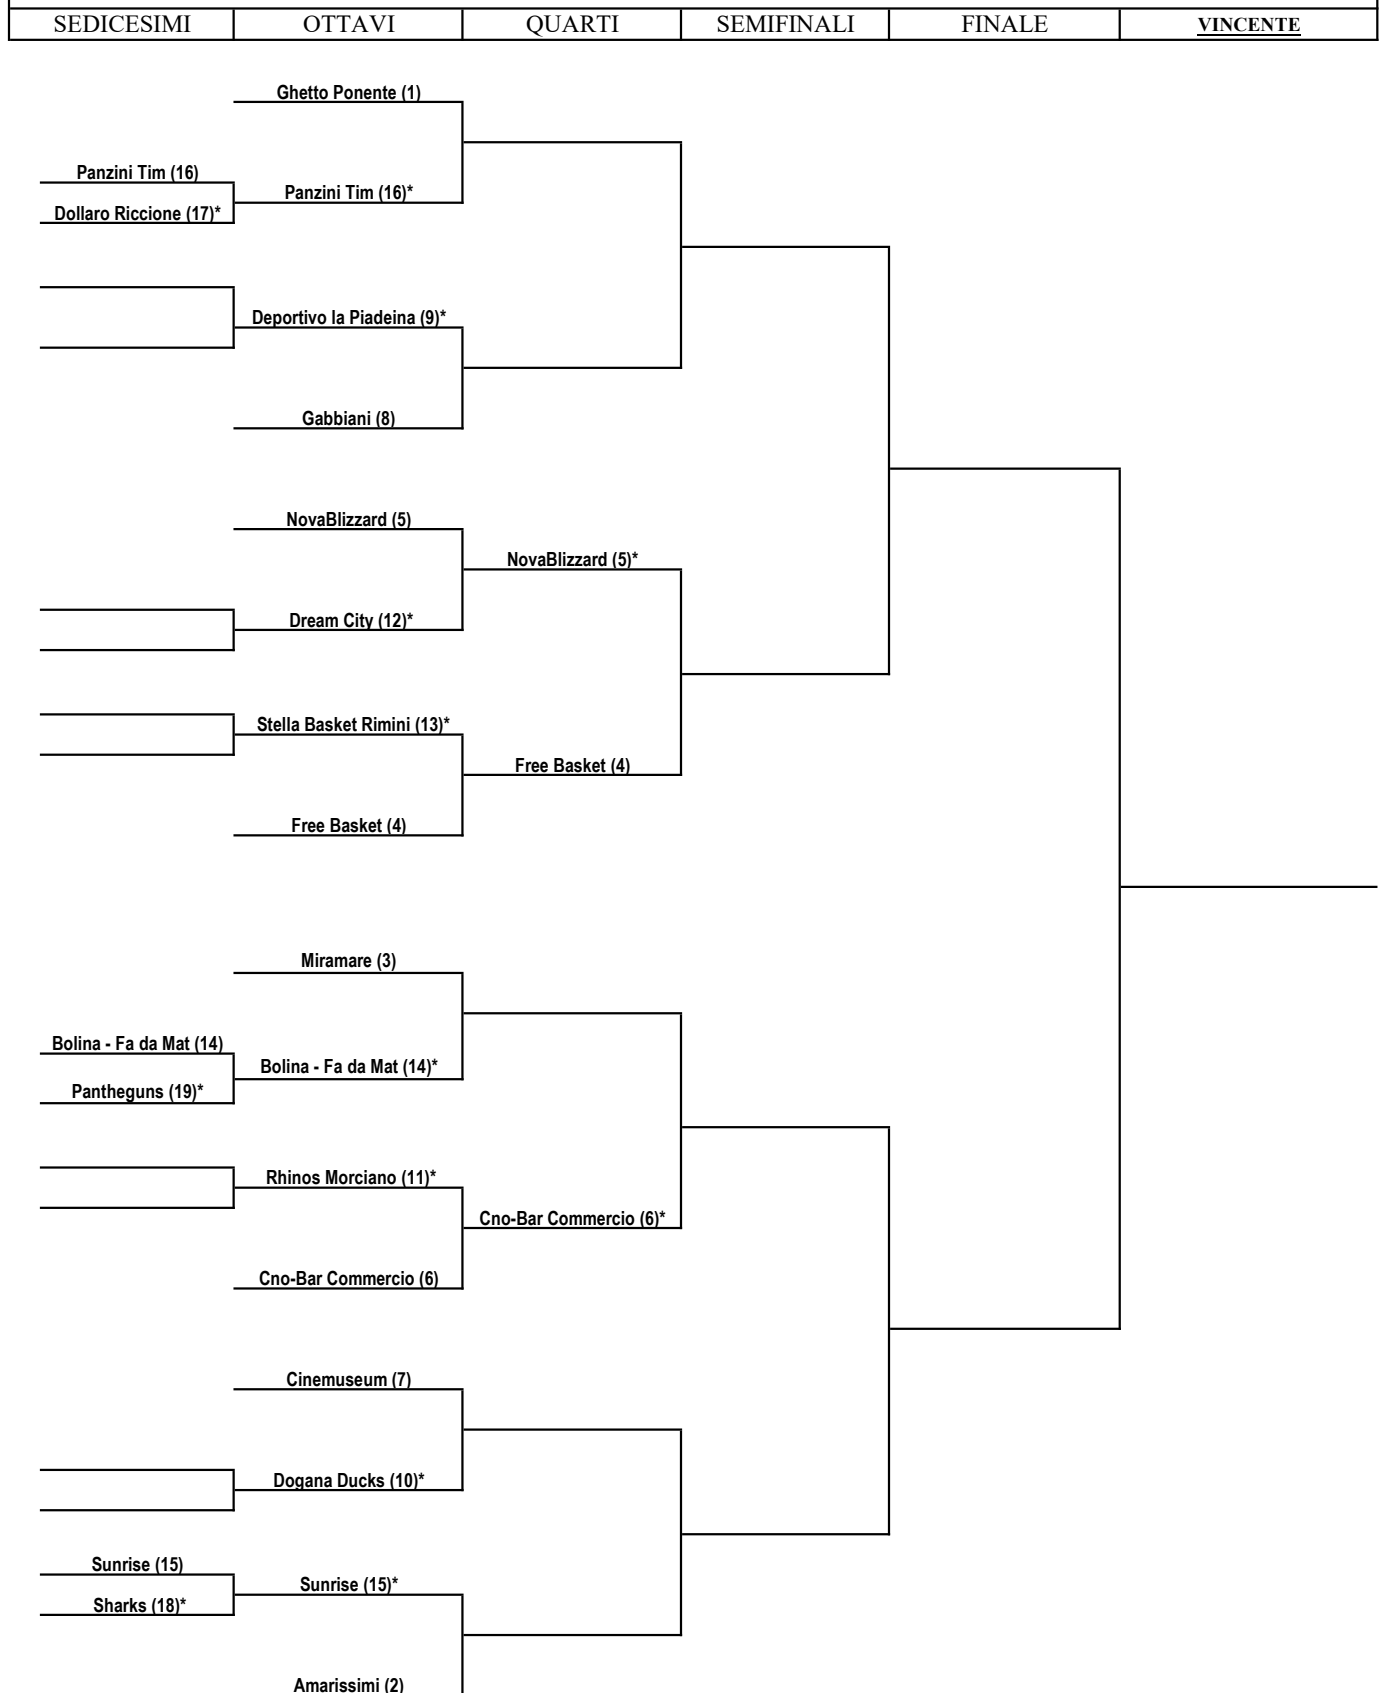 SEDICESIMI OTTAVI QUARTI SEMIFINALI FINALE VINCENTE
Ghetto Ponente (1)
Panzini Tim (16)
Panzini Tim (16)*
Dollaro Riccione (17)*
Deportivo la Piadeina (9)*
Gabbiani (8)
NovaBlizzard (5)
NovaBlizzard (5)*
Dream City (12)*
Stella Basket Rimini (13)*
Free Basket (4)
Free Basket (4)
Miramare (3)
Bolina - Fa da Mat (14)
Bolina - Fa da Mat (14)*
Pantheguns (19)*
Rhinos Morciano (11)*
Cno-Bar Commercio (6)*
Cno-Bar Commercio (6)
Cinemuseum (7)
Dogana Ducks (10)*
Sunrise (15)
Sunrise (15)*
Sharks (18)*
Amarissimi (2)